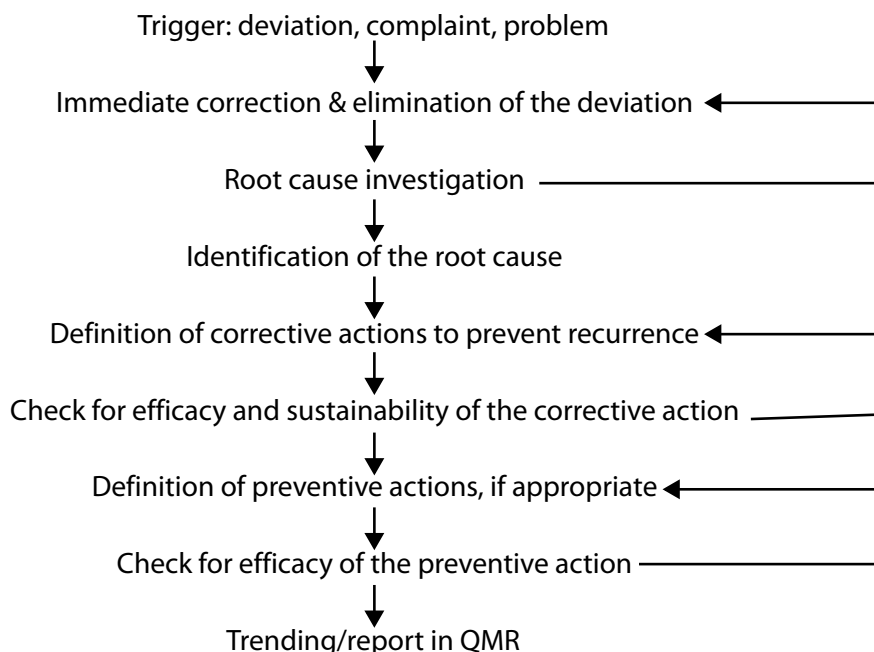 Trigger: deviation, complaint, problem
Immediate correction & elimination of the deviation
Root cause investigation
Identification of the root cause
Definition of corrective actions to prevent recurrence
Check for efficacy and sustainability of the corrective action
Definition of preventive actions, if appropriate
Check for efficacy of the preventive action
Trending/report in QMR